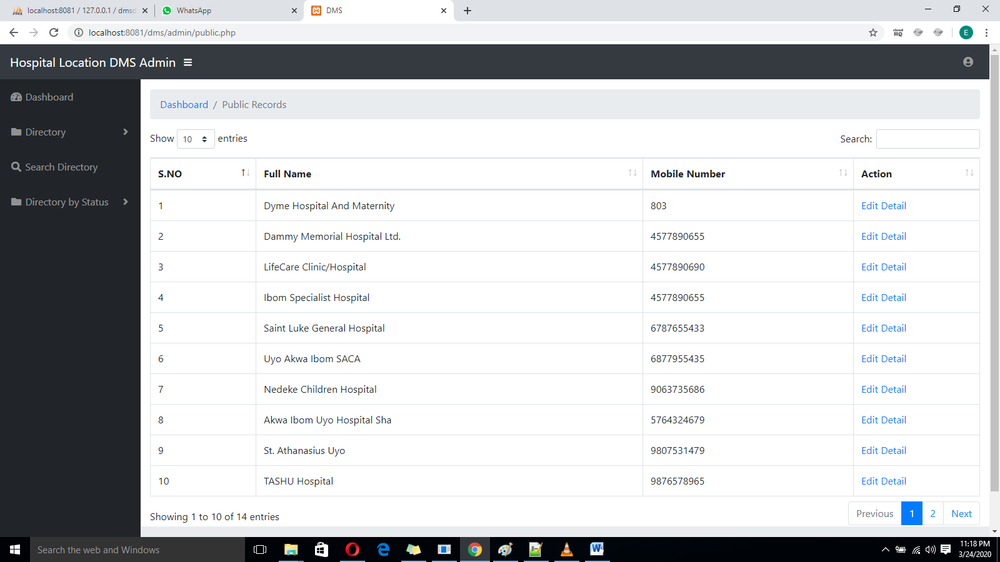 localhost:8081 / 127.0.0.1 / dmsd
WhatsApp
DMS
localhost:8081/dms/admin/public.php
cloud HQ
E
Hospital Location DMS Admin
Dashboard
Directory
Search Directory
Directory by Status
Dashboard / Public Records
Show 10 entries
Search:
S.NO Full Name Mobile Number Action
1 Dyme Hospital And Maternity 803 Edit Detail
2 Dammy Memorial Hospital Ltd. 4577890655 Edit Detail
3 LifeCare Clinic/Hospital 4577890690 Edit Detail
4 Ibom Specialist Hospital 4577890655 Edit Detail
5 Saint Luke General Hospital 6787655433 Edit Detail
6 Uyo Akwa Ibom SACA 6877955435 Edit Detail
7 Nedeke Children Hospital 9063735686 Edit Detail
8 Akwa Ibom Uyo Hospital Sha 5764324679 Edit Detail
9 St. Athanasius Uyo 9807531479 Edit Detail
10 TASHU Hospital 9876578965 Edit Detail
Showing 1 to 10 of 14 entries
Previous 1 2 Next
Search the web and Windows
11:18 PM
3/24/2020